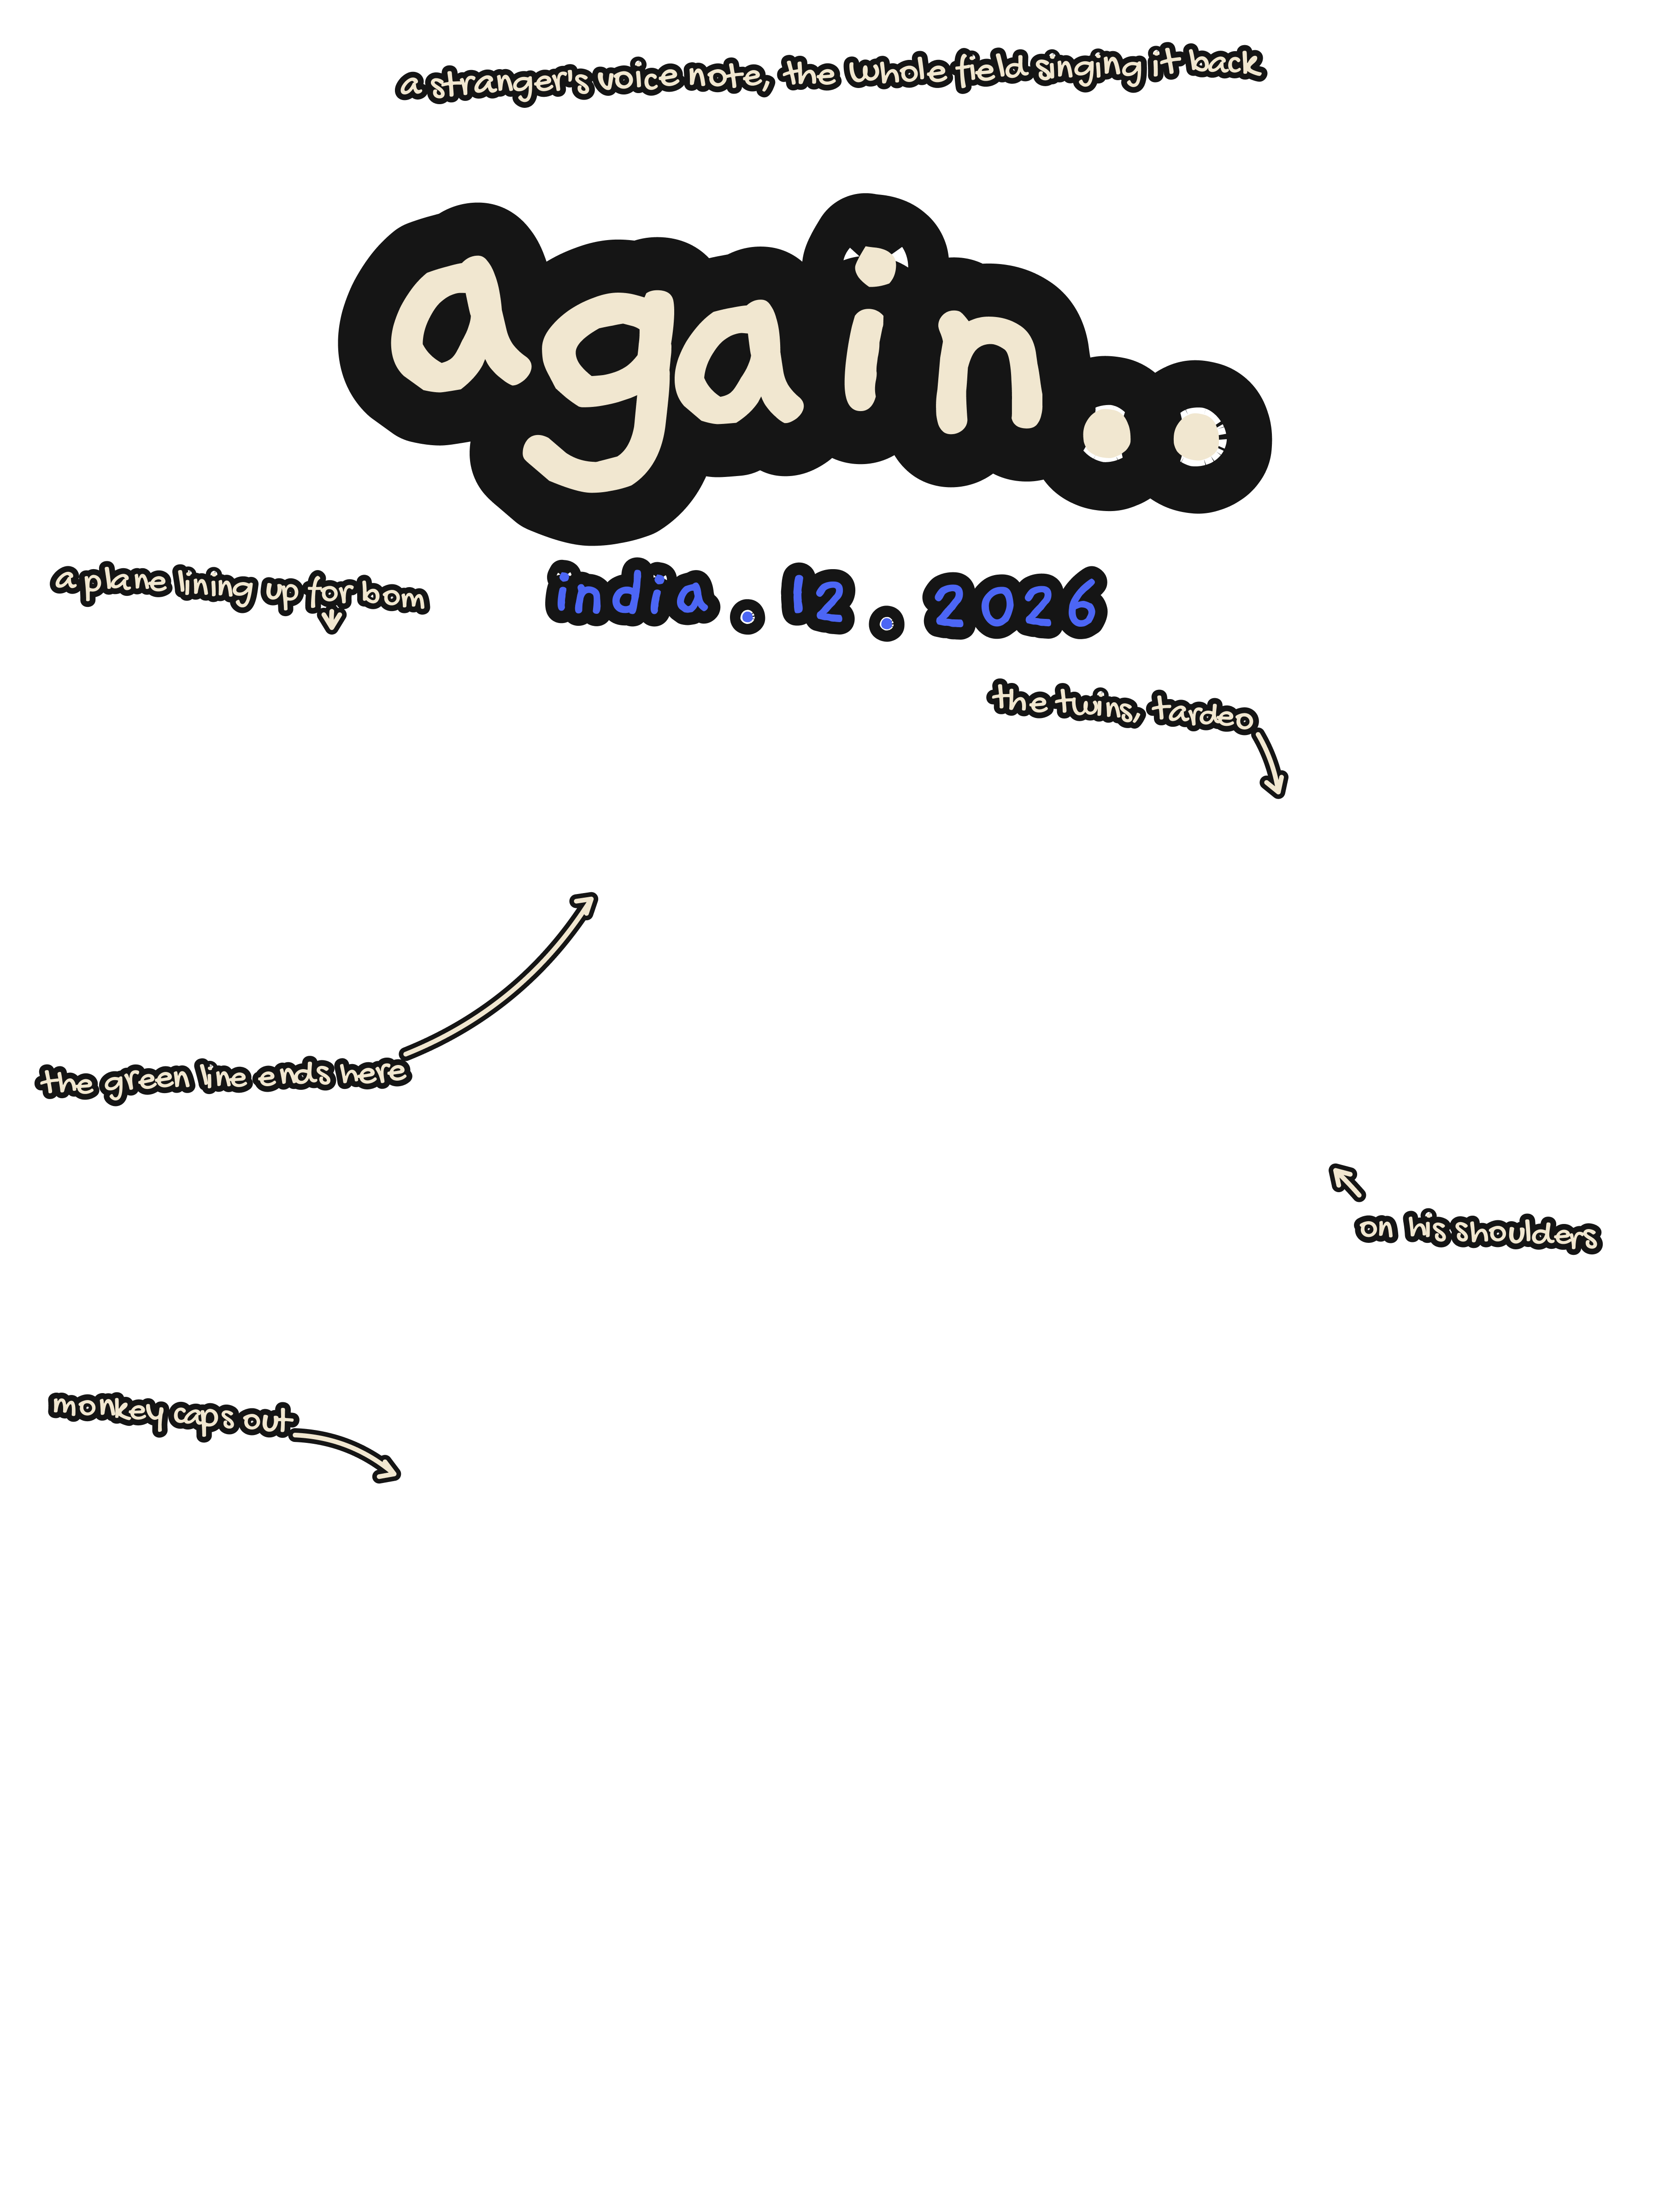 a stranger's voice note, the whole field singing it back
again..
a plane lining up for bom
india. 12. 2026
the twins, tardeo
the green line ends here
on his shoulders
monkey caps out